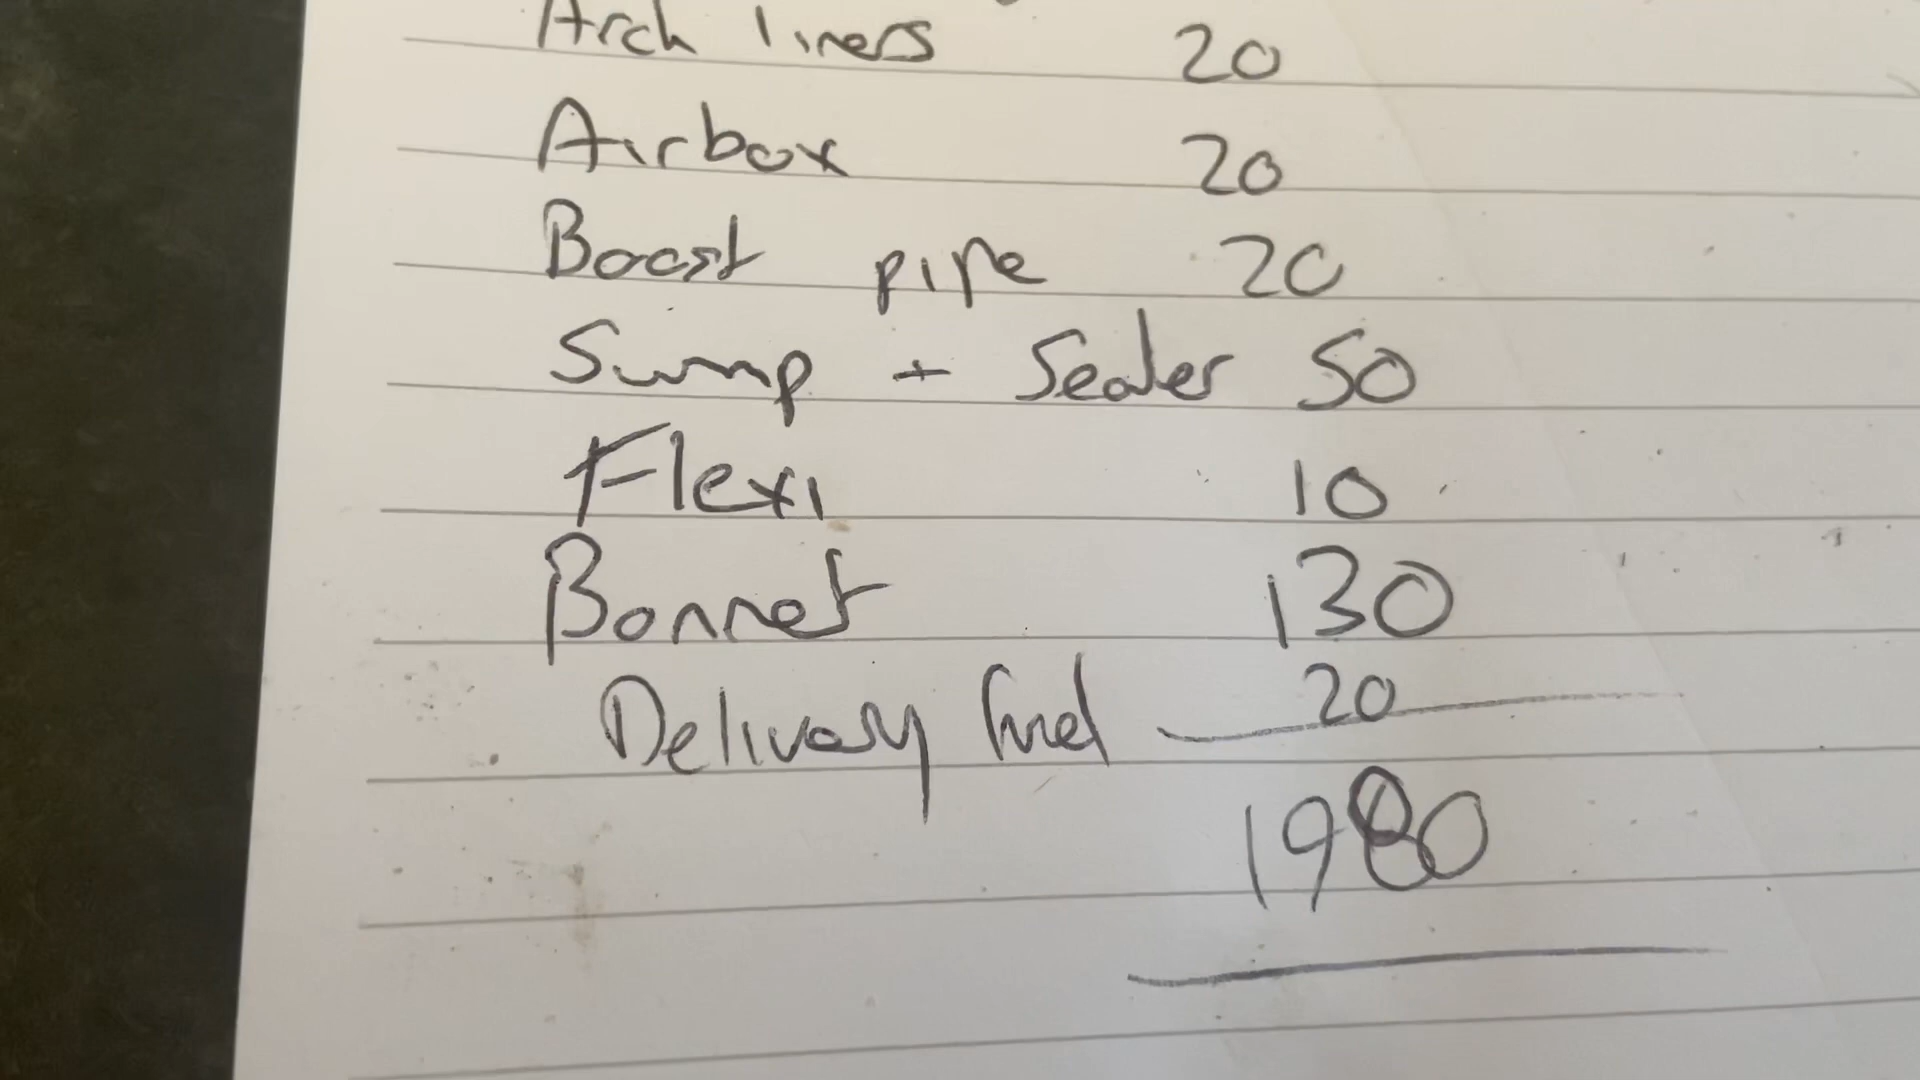 Arch liners 20
Airbox 20
Boost pipe 20
Sump + Sealer 50
Flexi 10
Bonnet 130
Delivery fuel 20
1980